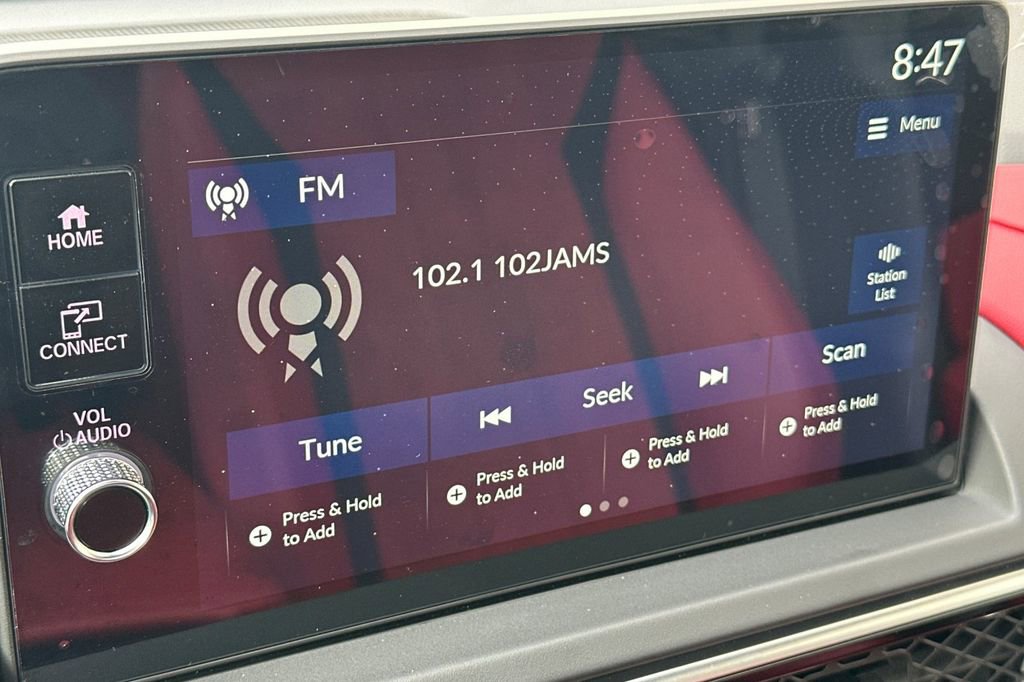 8:47
Menu
FM
HOME
102.1 102JAMS
Station
List
CONNECT
Scan
Seek
VOL
AUDIO
Tune
Press & Hold
to Add
Press & Hold
to Add
Press & Hold
to Add
Press & Hold
to Add